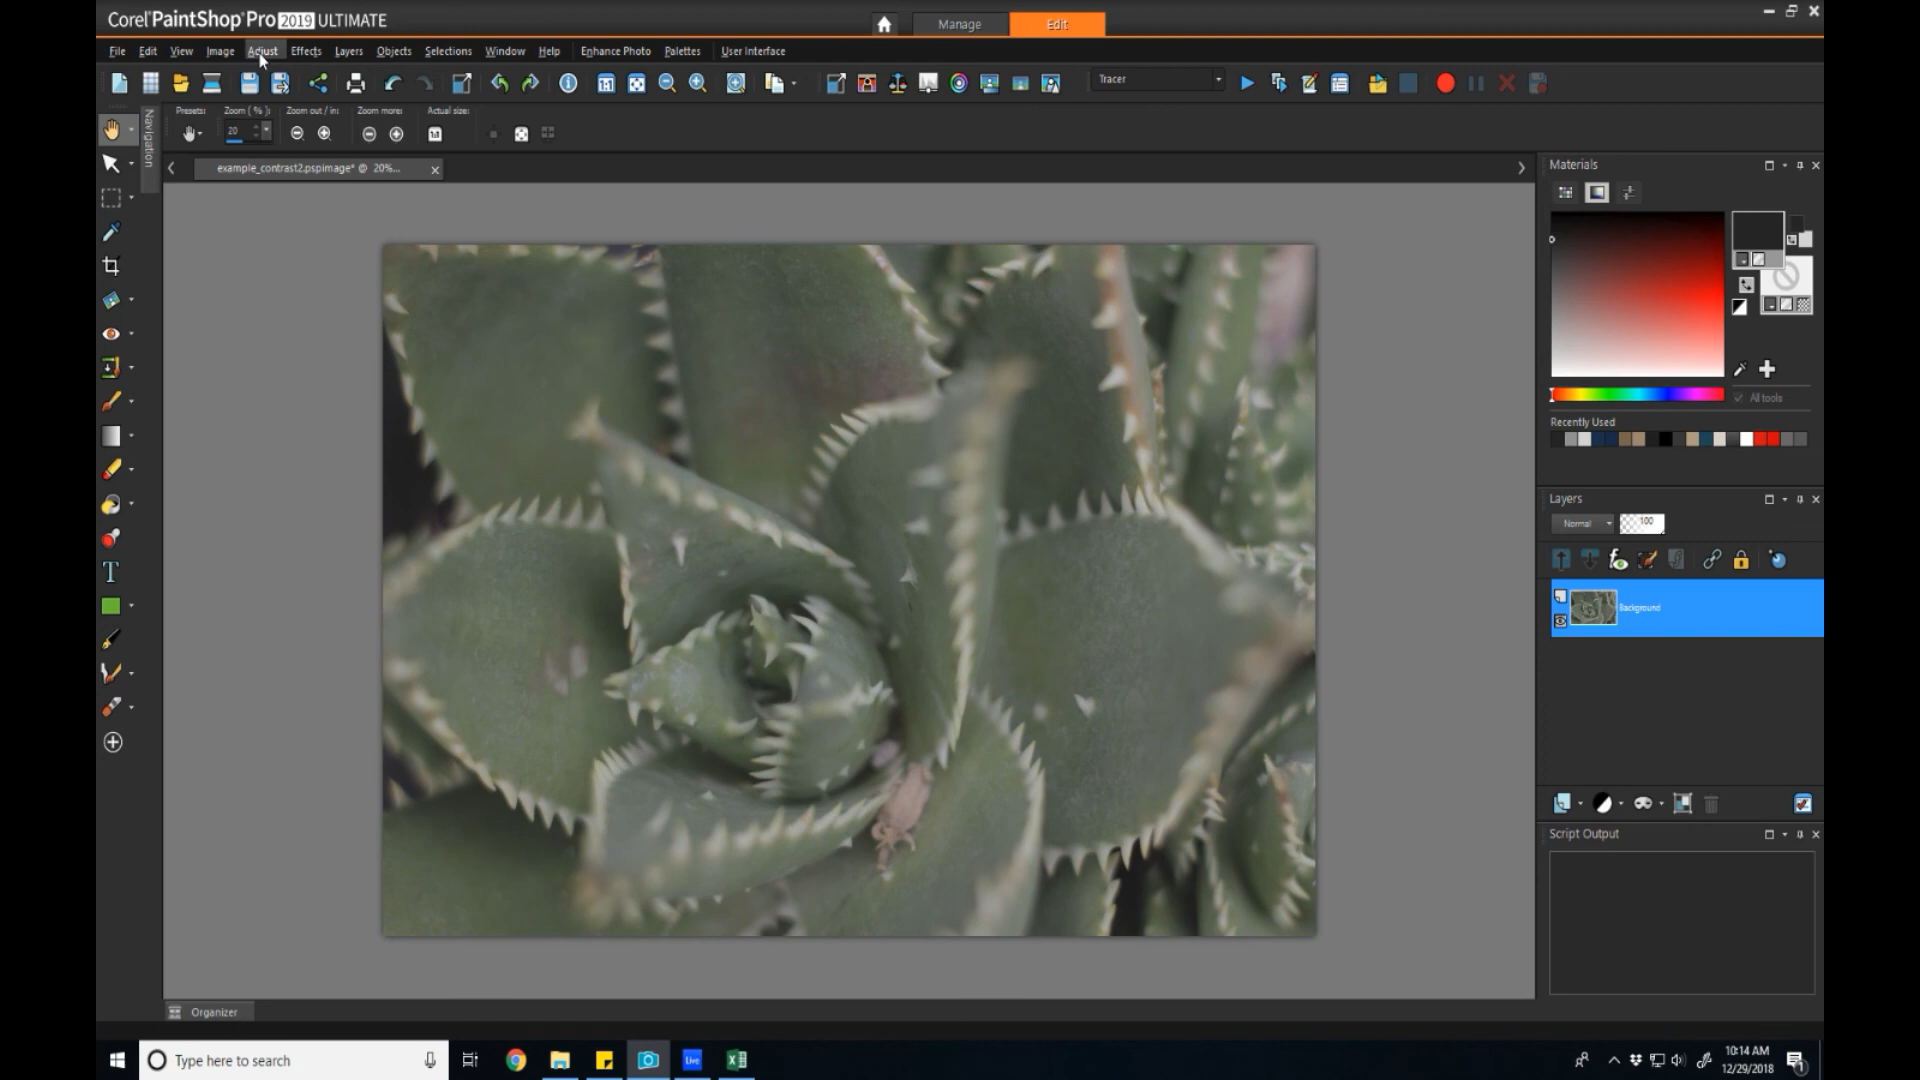 Corel PaintShop Pro 2019 ULTIMATE
Manage
Edit
File Edit View Image Adjust Effects Layers Objects Selections Window Help Enhance Photo Palettes User Interface
Tracer
Presets: Zoom ( % ): Zoom out / in: Zoom more: Actual size:
20
Navigation
example_contrast2.pspimage* @ 20%...
Materials
All tools
Recently Used
Layers
Normal 100
Background
Script Output
Organizer
Type here to search
Live
10:14 AM
12/29/2018